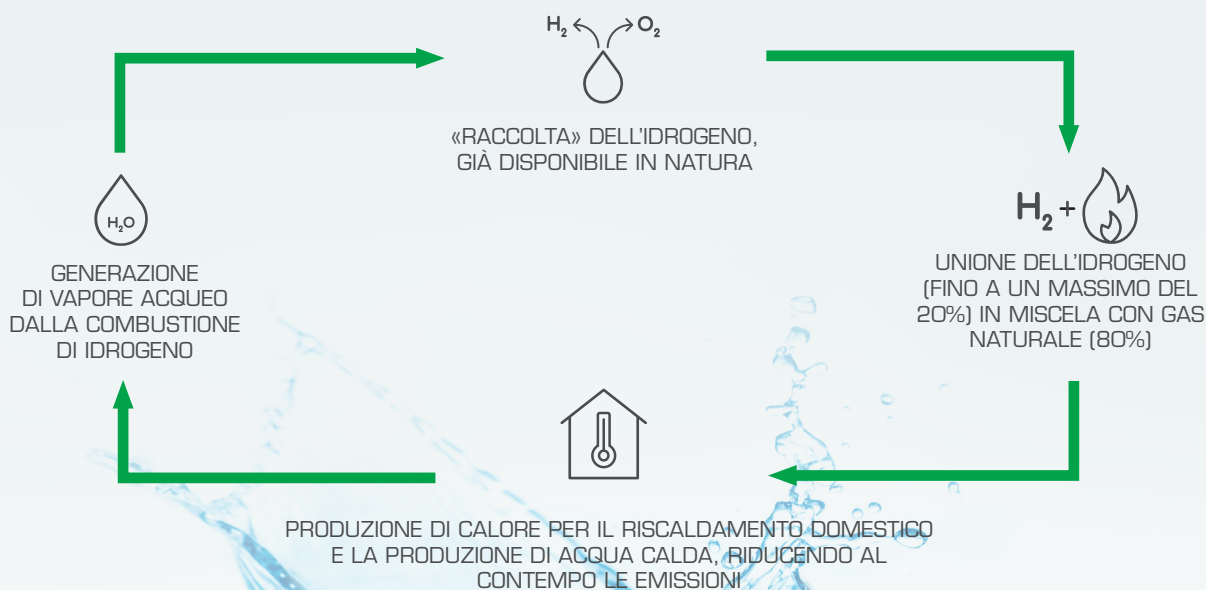 H₂ O₂
«RACCOLTA» DELL'IDROGENO,
GIÀ DISPONIBILE IN NATURA
H₂ +
UNIONE DELL'IDROGENO
(FINO A UN MASSIMO DEL
20%) IN MISCELA CON GAS
NATURALE (80%)
PRODUZIONE DI CALORE PER IL RISCALDAMENTO DOMESTICO
E LA PRODUZIONE DI ACQUA CALDA, RIDUCENDO AL
CONTEMPO LE EMISSIONI
H₂O
GENERAZIONE
DI VAPORE ACQUEO
DALLA COMBUSTIONE
DI IDROGENO